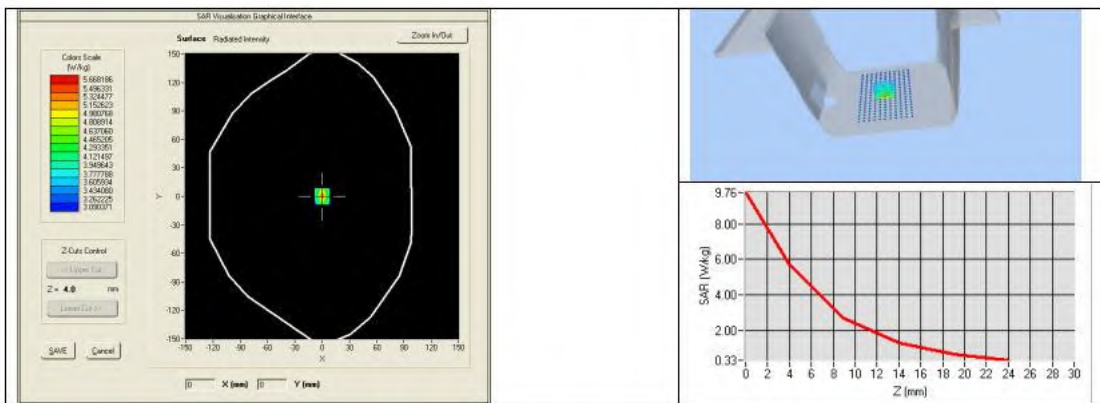 SAR Visualisation Graphical Interface
Surface Radiated Intensity
Zoom In/Out
Colors Scale
(W/kg)
5.668186
5.496331
5.324477
5.152623
4.980768
4.808914
4.637060
4.465205
4.293351
4.121497
3.949643
3.777788
3.605934
3.434080
3.262225
3.090371
Z-Cuts Control
Z = 4.0 mm
SAVE Cancel
150
120
90
60
30
0
-30
-60
-90
-120
-150
Y
-150 -120 -90 -60 -30 0 30 60 90 120 150
X
0 X (mm) 0 Y (mm)
9.76
8.00
6.00
4.00
2.00
0.33
SAR (W/kg)
0 2 4 6 8 10 12 14 16 18 20 22 24 26 28 30
Z (mm)